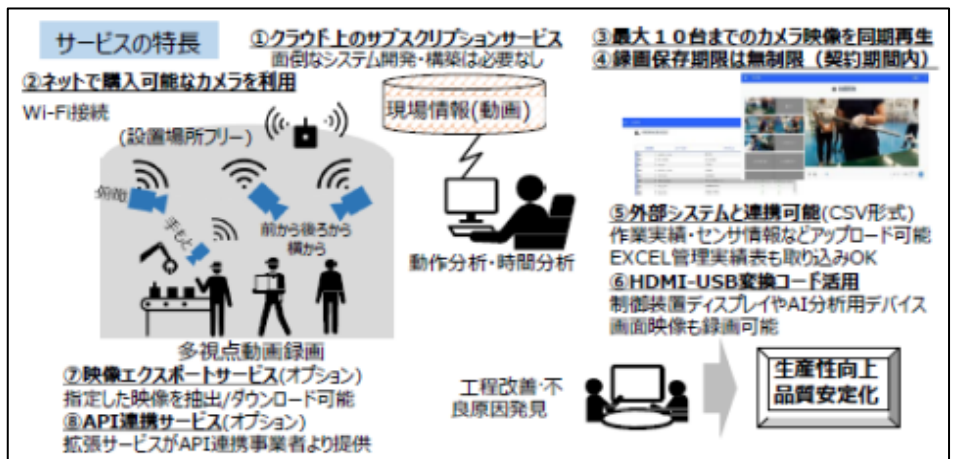 サービスの特長
①クラウド上のサブスクリプションサービス
面倒なシステム開発・構築は必要なし
②ネットで購入可能なカメラを利用
Wi-Fi接続
(設置場所フリー)
俯瞰
手もと
前から後ろから
横から
多視点動画録画
現場情報(動画)
動作分析・時間分析
③最大１０台までのカメラ映像を同期再生
④録画保存期限は無制限（契約期間内）
⑤外部システムと連携可能(CSV形式)
作業実績・センサ情報などアップロード可能
EXCEL管理実績表も取り込みOK
⑥HDMI-USB変換コード活用
制御装置ディスプレイやAI分析用デバイス
画面映像も録画可能
⑦映像エクスポートサービス(オプション)
指定した映像を抽出/ダウンロード可能
⑧API連携サービス(オプション)
拡張サービスがAPI連携事業者より提供
工程改善・不
良原因発見
生産性向上
品質安定化